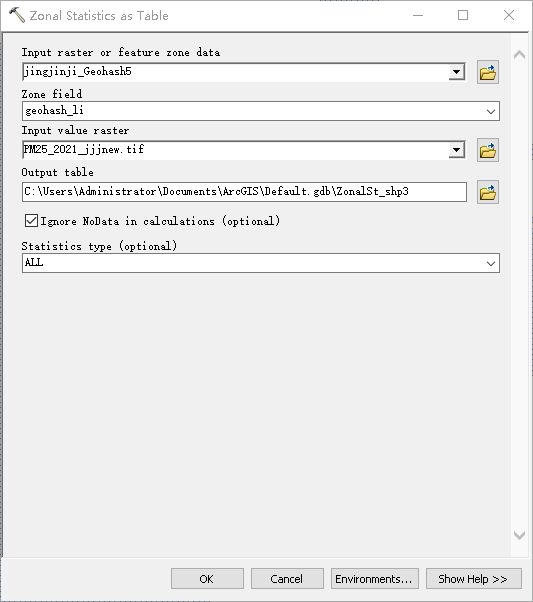 Zonal Statistics as Table
Input raster or feature zone data
jingjinji_Geohash5
Zone field
geohash_li
Input value raster
PM25_2021_jjjnew.tif
Output table
C:\Users\Administrator\Documents\ArcGIS\Default.gdb\ZonalSt_shp3
Ignore NoData in calculations (optional)
Statistics type (optional)
ALL
OK
Cancel
Environments...
Show Help >>